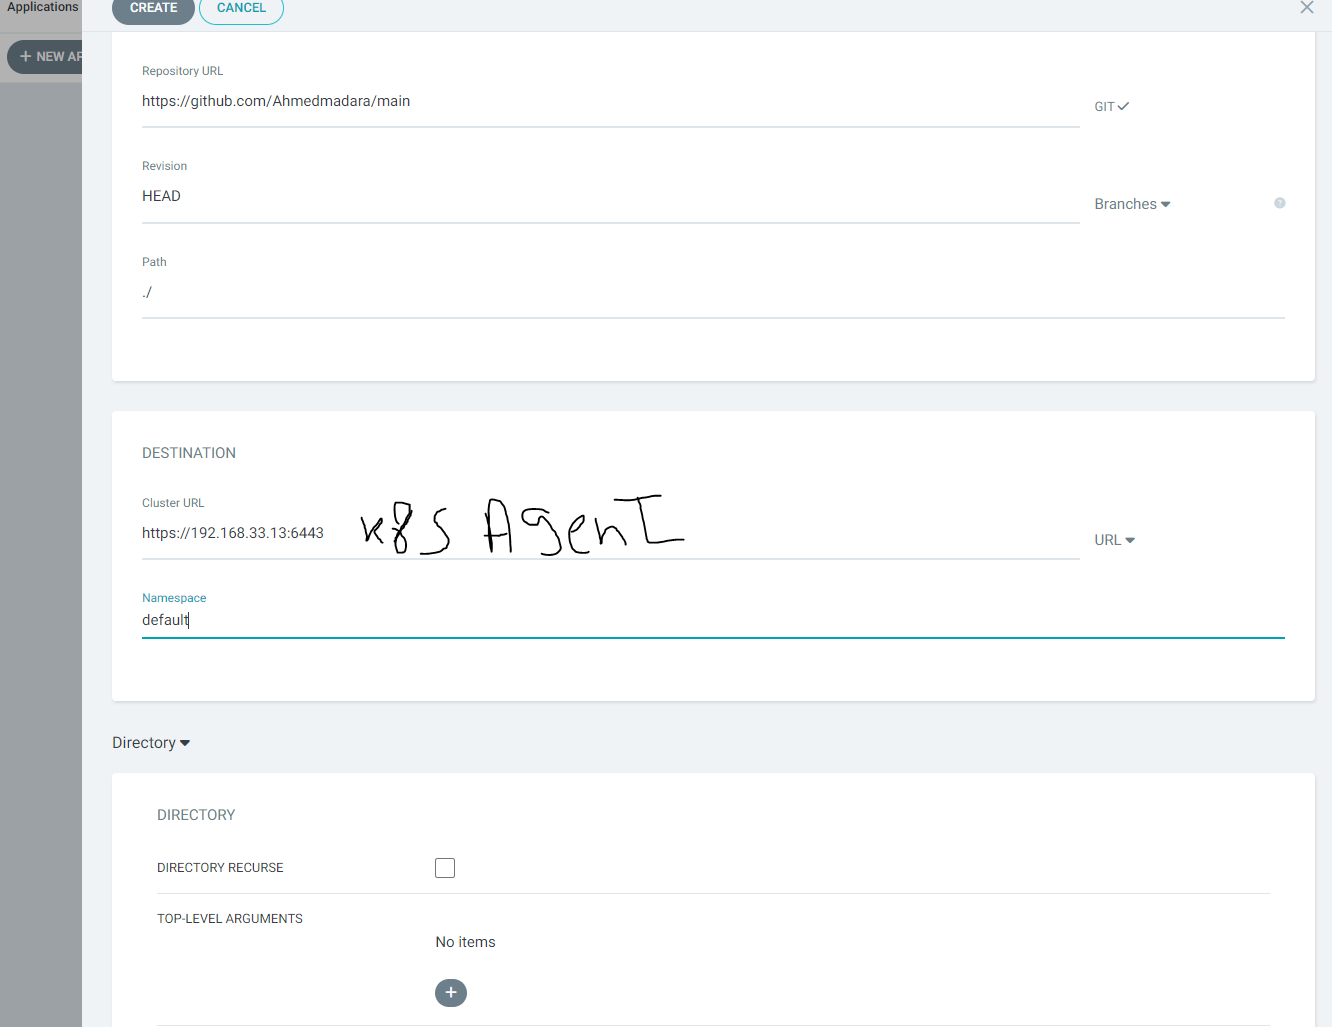 Applications
CREATE
CANCEL
+ NEW AP
Repository URL
https://github.com/Ahmedmadara/main
GIT
Revision
HEAD
Branches
?
Path
./
DESTINATION
Cluster URL
https://192.168.33.13:6443
K8S AgenT
URL
Namespace
default
Directory
DIRECTORY
DIRECTORY RECURSE
TOP-LEVEL ARGUMENTS
No items
+